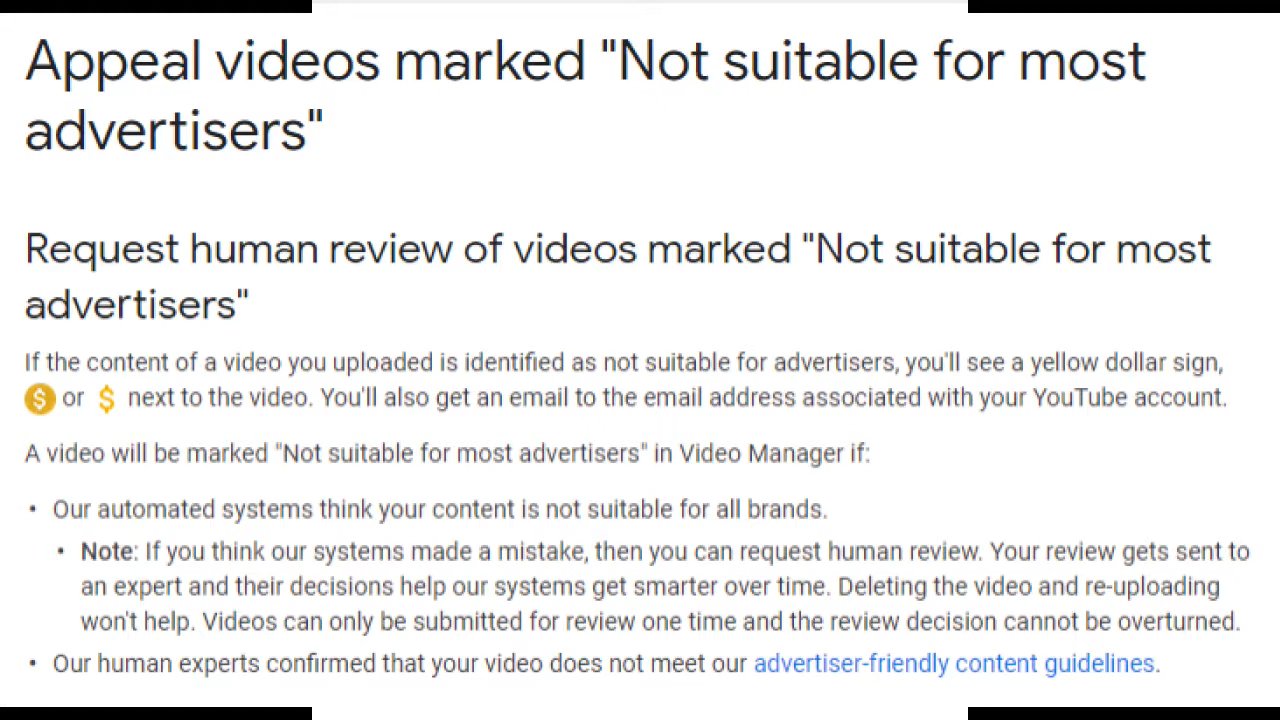 Appeal videos marked "Not suitable for most
advertisers"
Request human review of videos marked "Not suitable for most
advertisers"
If the content of a video you uploaded is identified as not suitable for advertisers, you'll see a yellow dollar sign,
$ or $ next to the video. You'll also get an email to the email address associated with your YouTube account.
A video will be marked "Not suitable for most advertisers" in Video Manager if:
• Our automated systems think your content is not suitable for all brands.
• Note: If you think our systems made a mistake, then you can request human review. Your review gets sent to
an expert and their decisions help our systems get smarter over time. Deleting the video and re-uploading
won't help. Videos can only be submitted for review one time and the review decision cannot be overturned.
• Our human experts confirmed that your video does not meet our advertiser-friendly content guidelines.